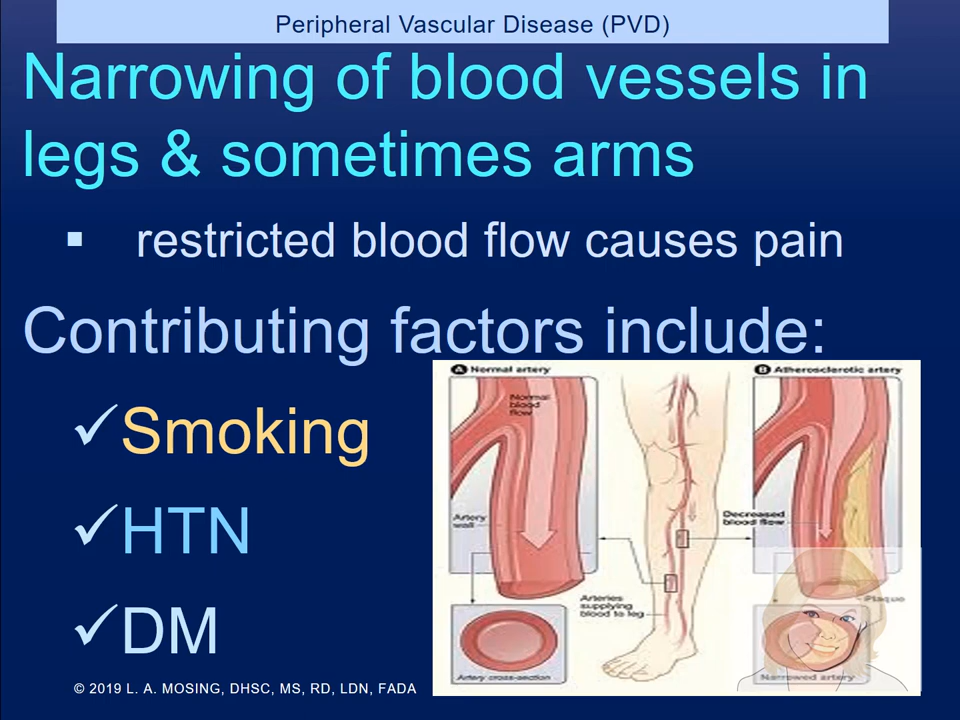 Peripheral Vascular Disease (PVD)
Narrowing of blood vessels in
legs & sometimes arms
▪ restricted blood flow causes pain
Contributing factors include:
✓Smoking
✓HTN
✓DM
A Normal artery
B Atherosclerotic artery
Normal
blood
flow
Artery
wall
Decreased
blood flow
Arteries
supplying
blood to leg
Plaque
Artery cross-section
Narrowed artery
© 2019 L. A. MOSING, DHSC, MS, RD, LDN, FADA